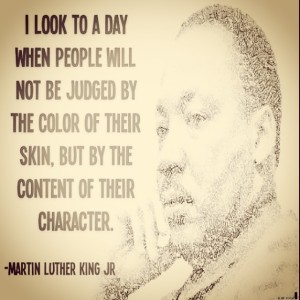 I LOOK TO A DAY
WHEN PEOPLE WILL
NOT BE JUDGED BY
THE COLOR OF THEIR
SKIN, BUT BY THE
CONTENT OF THEIR
CHARACTER.
-MARTIN LUTHER KING JR